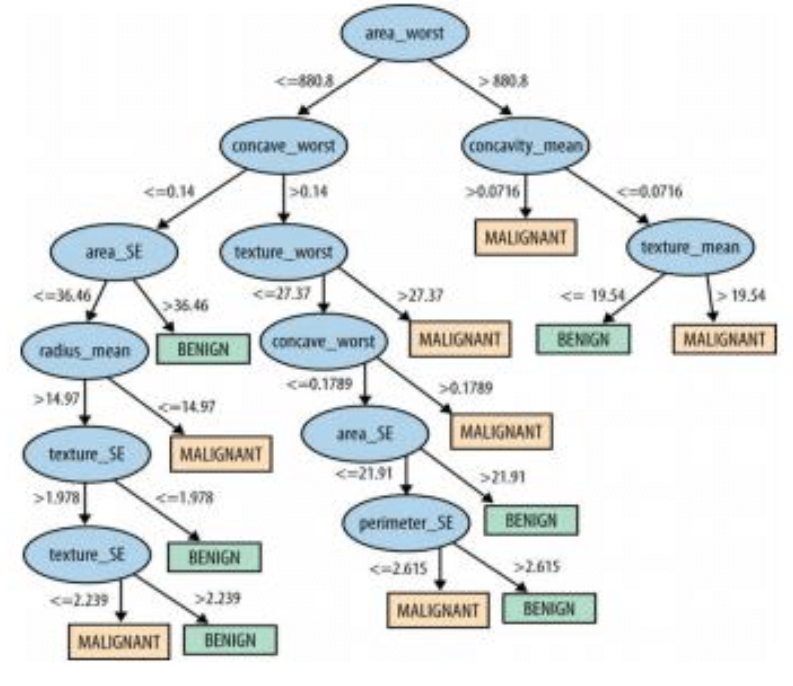 area_worst
<=880.8
> 880.8
concave_worst
concavity_mean
<=0.14
>0.14
>0.0716
<=0.0716
MALIGNANT
area_SE
texture_worst
texture_mean
<=36.46
>36.46
<=27.37
>27.37
<= 19.54
> 19.54
radius_mean
BENIGN
concave_worst
MALIGNANT
BENIGN
MALIGNANT
>14.97
<=14.97
<=0.1789
>0.1789
texture_SE
MALIGNANT
area_SE
MALIGNANT
>1.978
<=1.978
<=21.91
>21.91
texture_SE
BENIGN
perimeter_SE
BENIGN
<=2.239
>2.239
<=2.615
>2.615
MALIGNANT
BENIGN
MALIGNANT
BENIGN